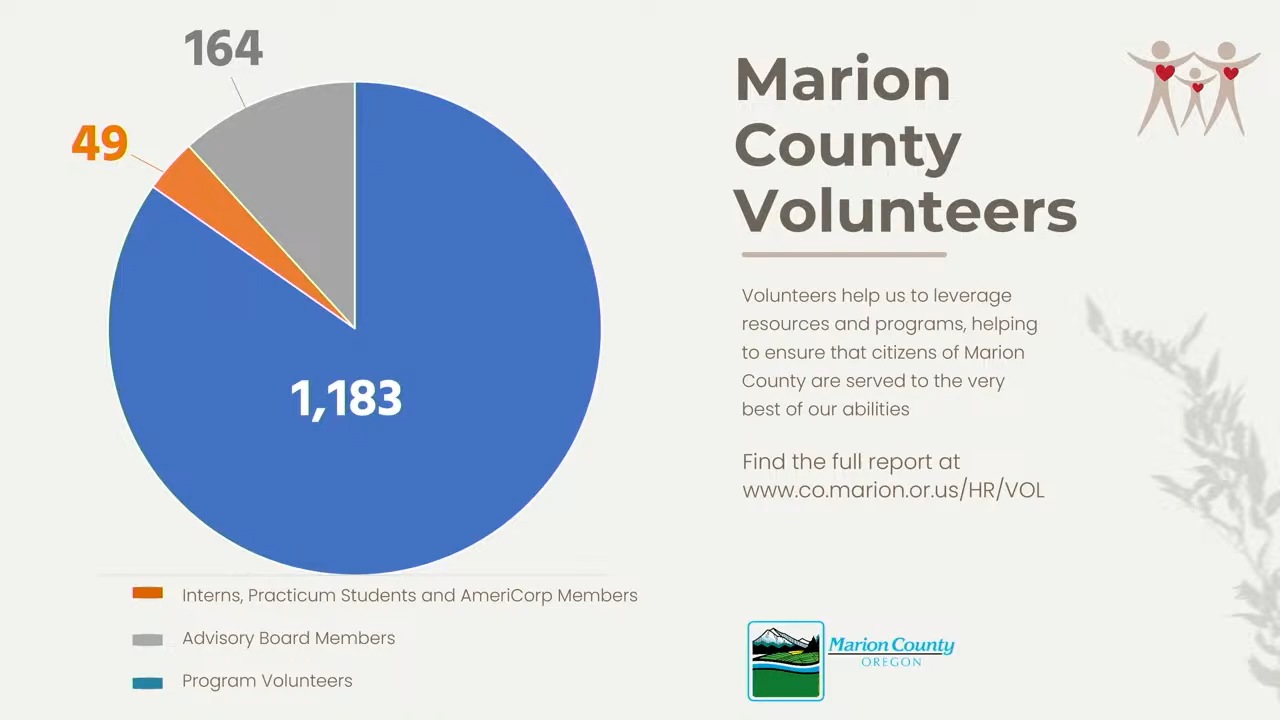 164
49
1,183
Interns, Practicum Students and AmeriCorp Members
Advisory Board Members
Program Volunteers
Marion
County
Volunteers
Volunteers help us to leverage
resources and programs, helping
to ensure that citizens of Marion
County are served to the very
best of our abilities
Find the full report at
www.co.marion.or.us/HR/VOL
Marion County
OREGON